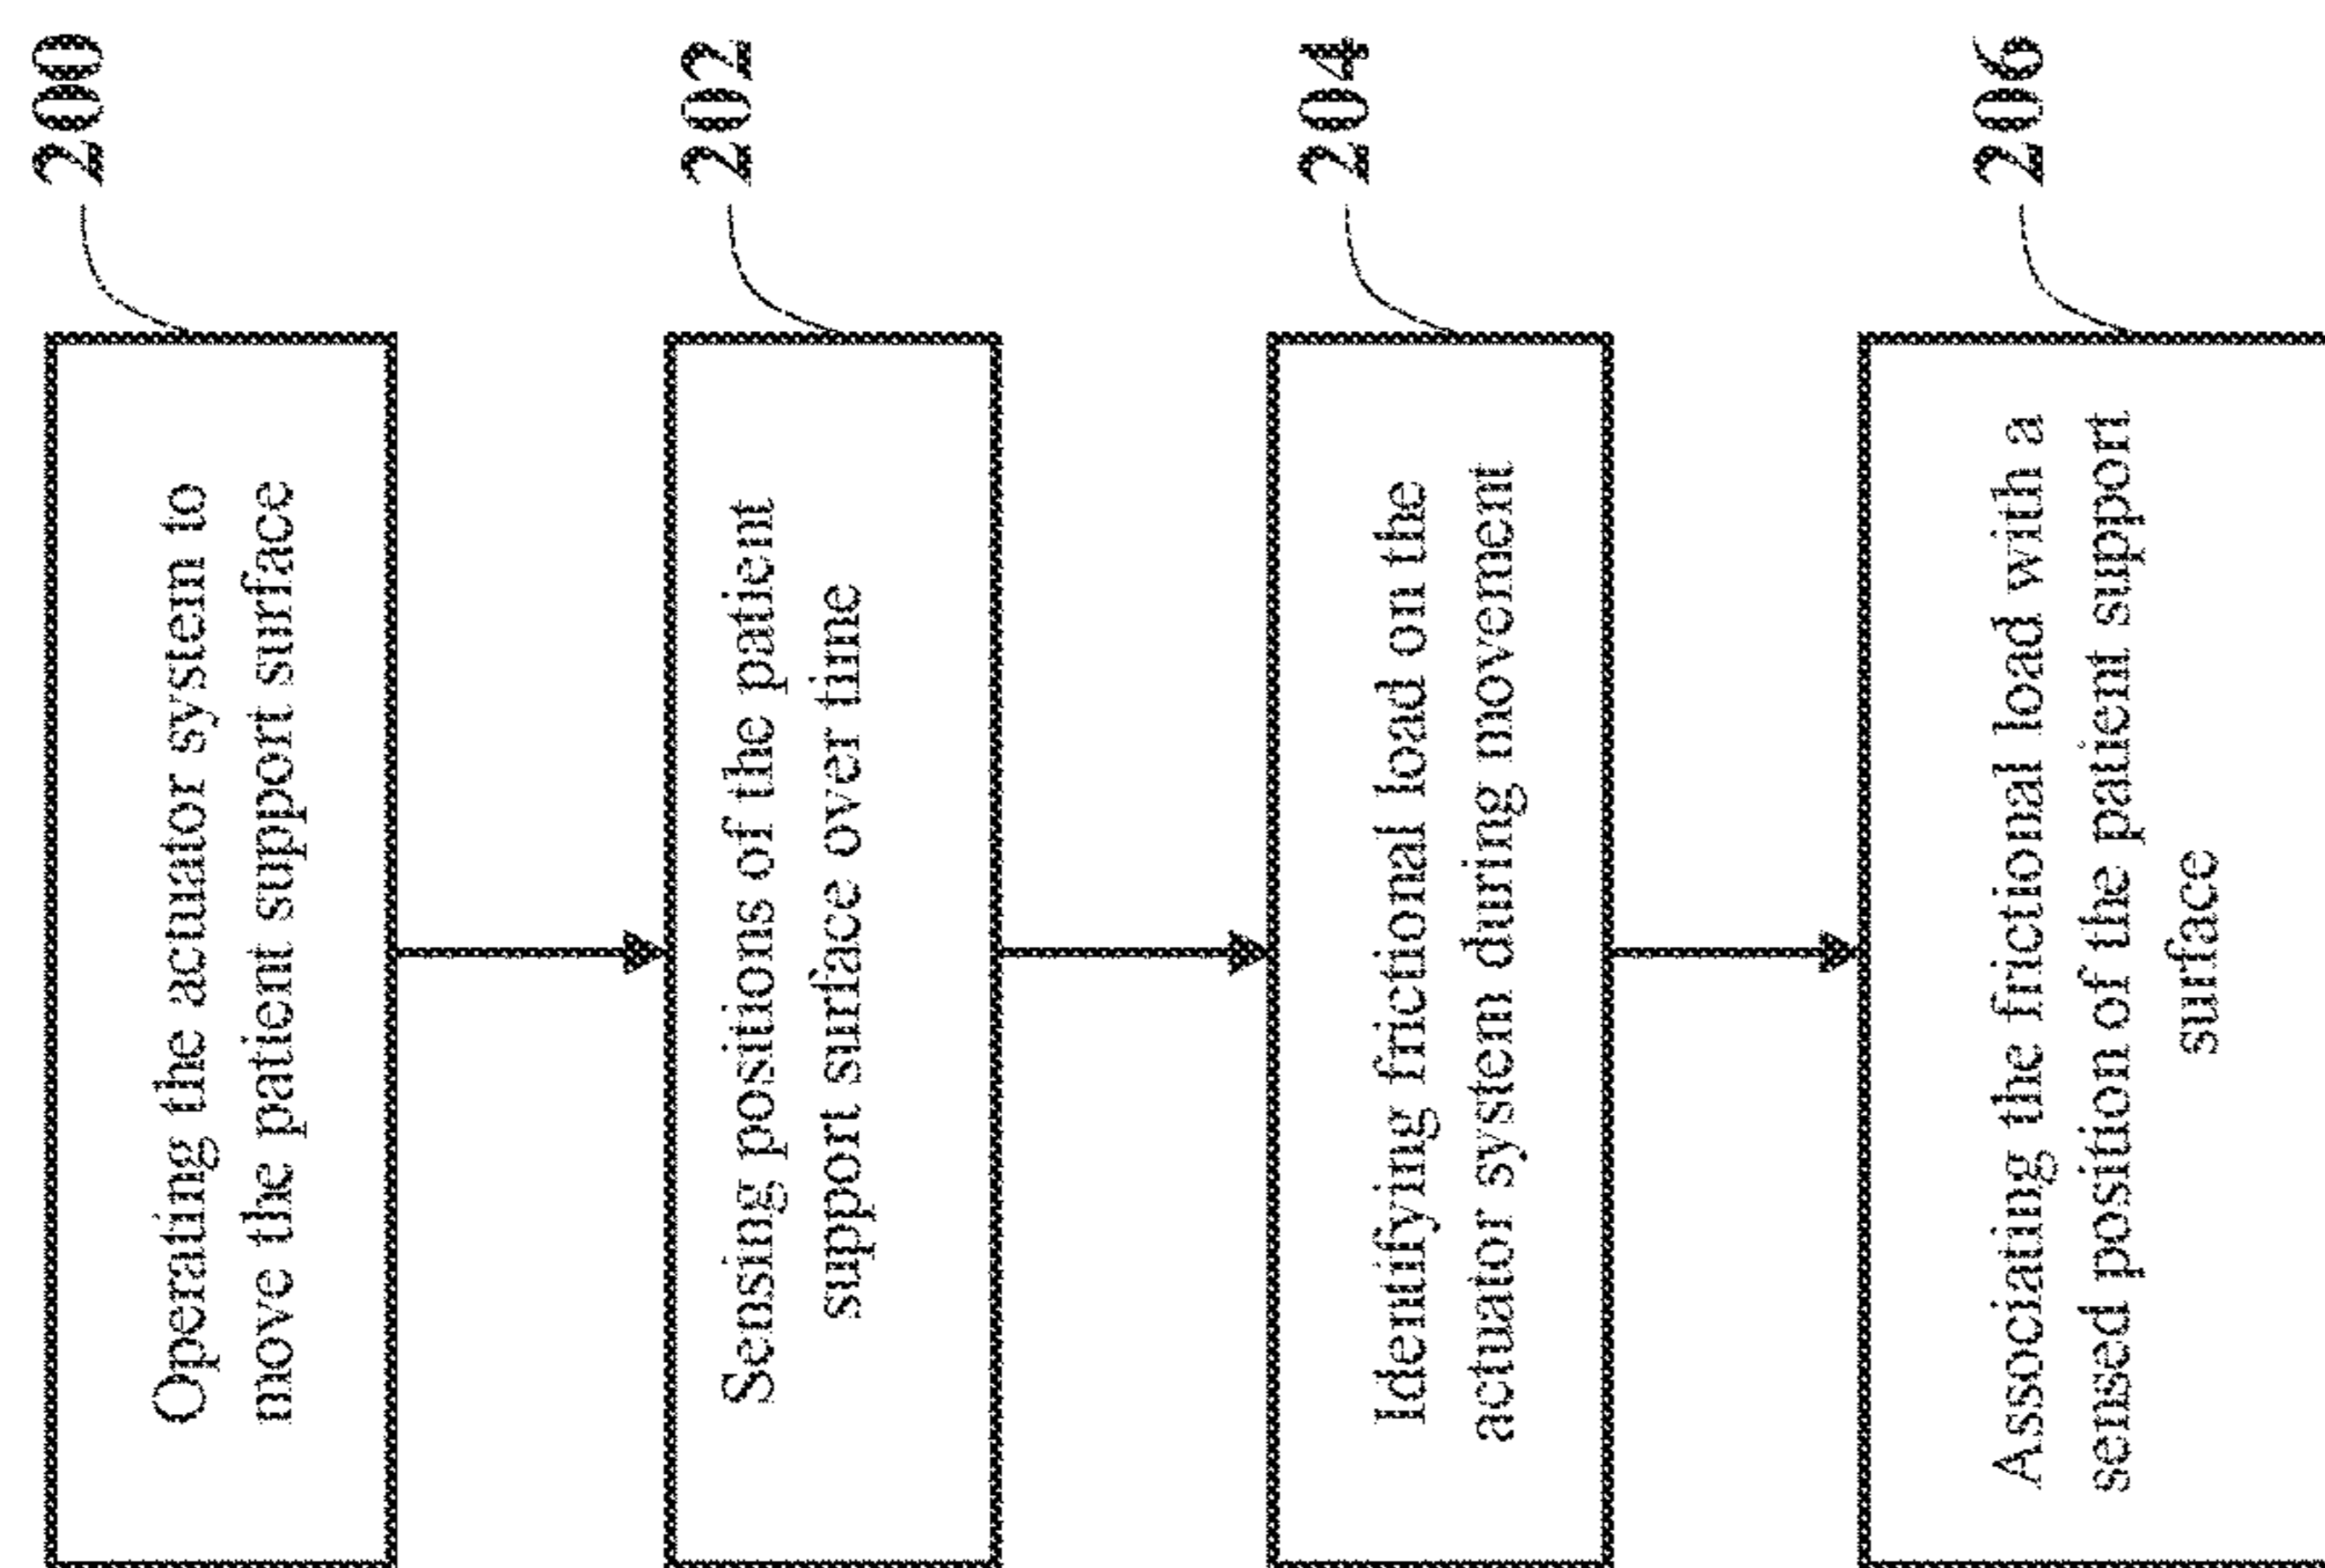 200
Operating the actuator system to
move the patient support surface
202
Sensing positions of the patient
support surface over time
204
Identifying frictional load on the
actuator system during movement
206
Associating the frictional load with a
sensed position of the patient support
surface